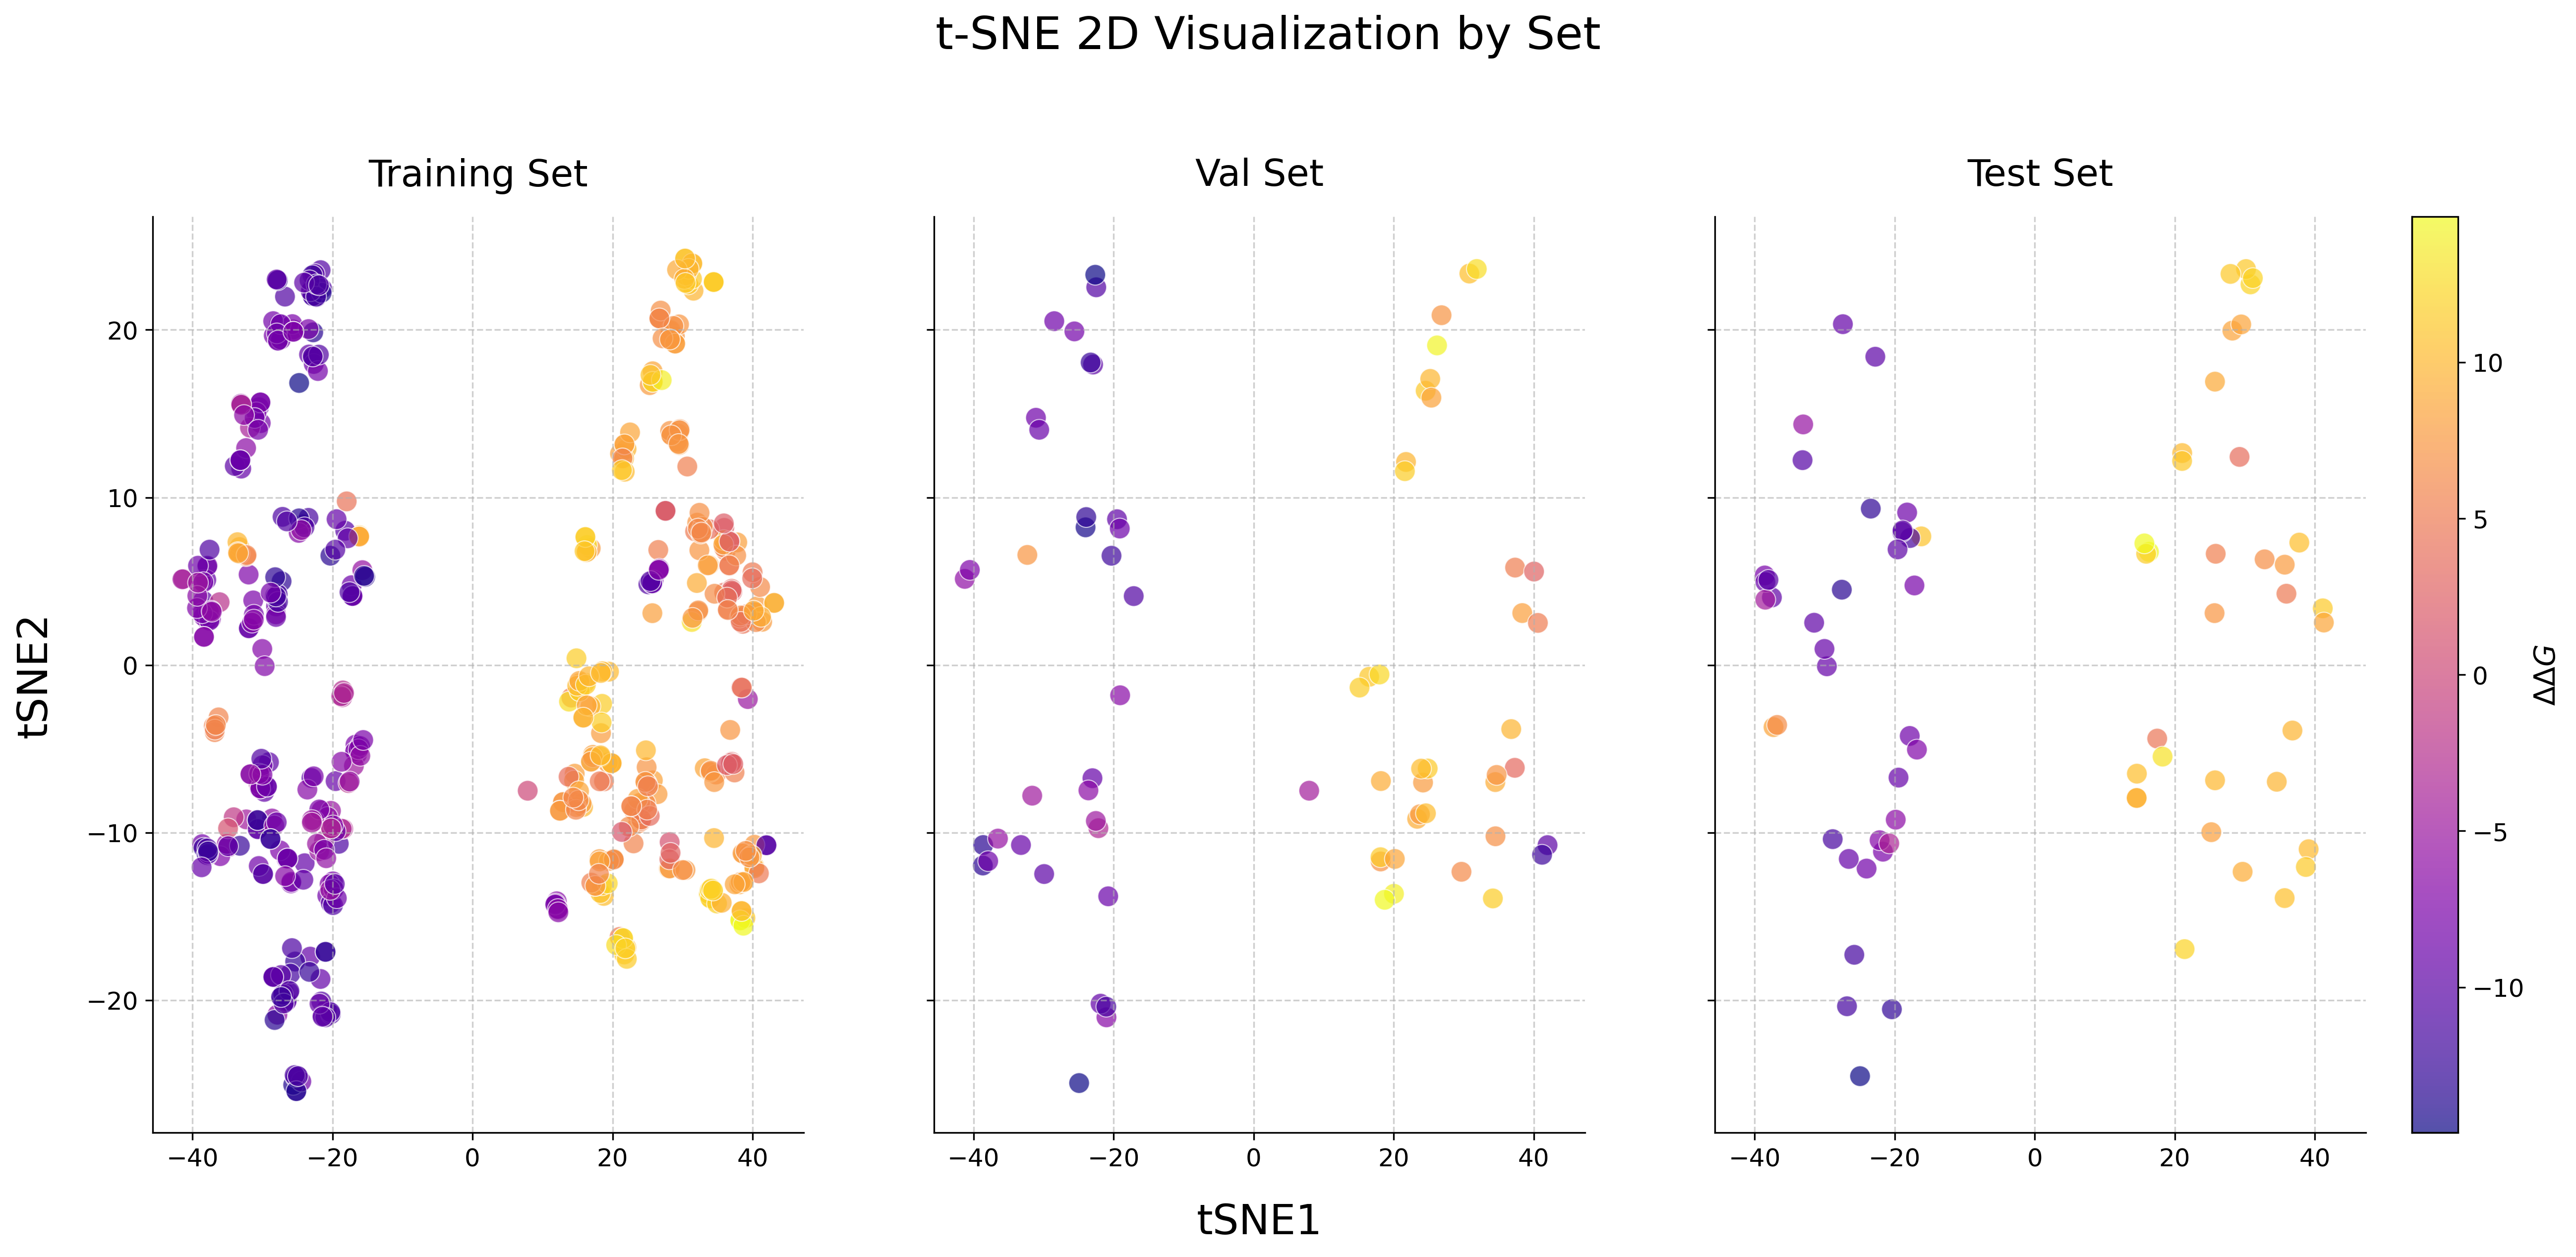 t-SNE 2D Visualization by Set
Training Set
Val Set
Test Set
tSNE2
20
10
0
−10
−20
−40 −20 0 20 40
−40 −20 0 20 40
−40 −20 0 20 40
tSNE1
10
5
0
−5
−10
ΔΔG